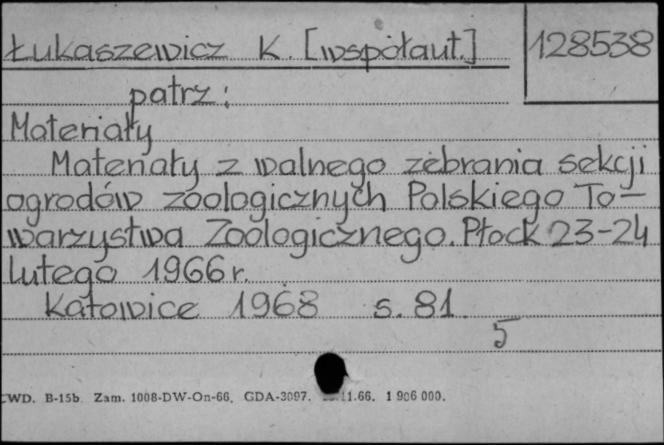 Łukaszewicz K. [współaut.] 128538
patrz:
Materiały
Materiały z walnego zebrania sekcji
ogrodów zoologicznych Polskiego To-
warzystwa Zoologicznego. Płock 23-24
lutego 1966 r.
Katowice 1968 s. 81.
5
CWD. B-15b. Zam. 1008-DW-On-66. GDA-3097. 11.66. 1 906 000.